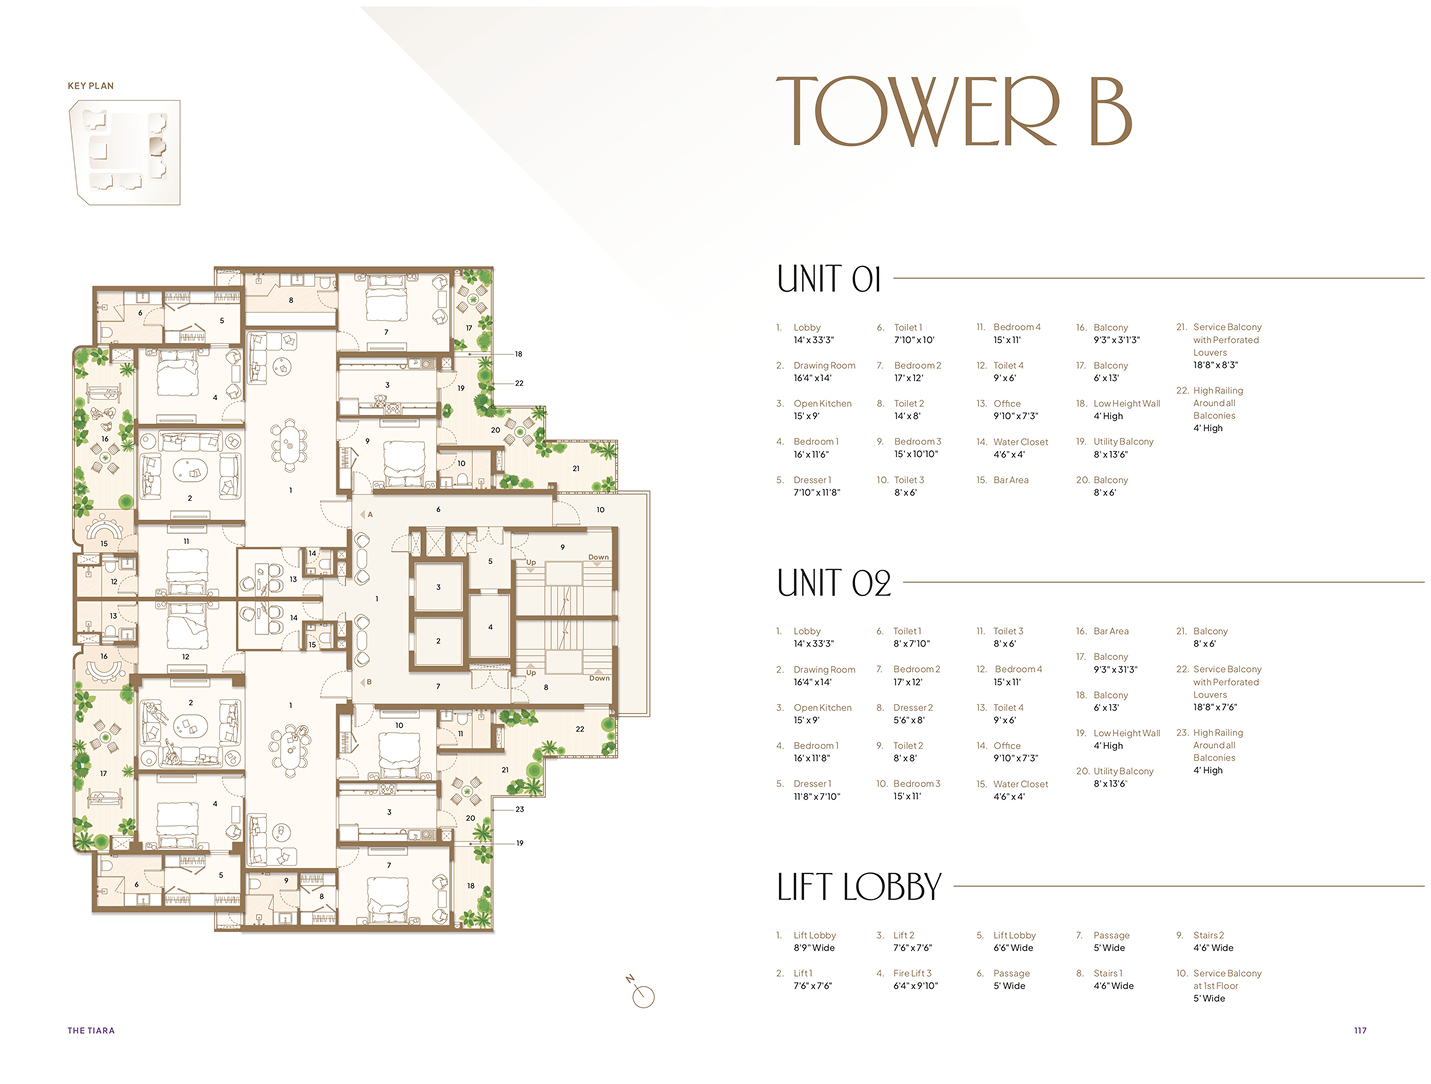 KEY PLAN
TOWER B
UNIT 01
1. Lobby
14' x 33'3"
2. Drawing Room
16'4" x 14'
3. Open Kitchen
15' x 9'
4. Bedroom 1
16' x 11'6"
5. Dresser 1
7'10" x 11'8"
6. Toilet 1
7'10" x 10'
7. Bedroom 2
17' x 12'
8. Toilet 2
14' x 8'
9. Bedroom 3
15' x 10'10"
10. Toilet 3
8' x 6'
11. Bedroom 4
15' x 11'
12. Toilet 4
9' x 6'
13. Office
9'10" x 7'3"
14. Water Closet
4'6" x 4'
15. Bar Area
16. Balcony
9'3" x 3'1'3"
17. Balcony
6' x 13'
18. Low Height Wall
4' High
19. Utility Balcony
8' x 13'6"
20. Balcony
8' x 6'
21. Service Balcony
with Perforated
Louvers
18'8" x 8'3"
22. High Railing
Around all
Balconies
4' High
UNIT 02
1. Lobby
14' x 33'3"
2. Drawing Room
16'4" x 14'
3. Open Kitchen
15' x 9'
4. Bedroom 1
16' x 11'8"
5. Dresser 1
11'8" x 7'10"
6. Toilet 1
8' x 7'10"
7. Bedroom 2
17' x 12'
8. Dresser 2
5'6" x 8'
9. Toilet 2
8' x 8'
10. Bedroom 3
15' x 11'
11. Toilet 3
8' x 6'
12. Bedroom 4
15' x 11'
13. Toilet 4
9' x 6'
14. Office
9'10" x 7'3"
15. Water Closet
4'6" x 4'
16. Bar Area
17. Balcony
9'3" x 31'3"
18. Balcony
6' x 13'
19. Low Height Wall
4' High
20. Utility Balcony
8' x 13'6'
21. Balcony
8' x 6'
22. Service Balcony
with Perforated
Louvers
18'8" x 7'6"
23. High Railing
Around all
Balconies
4' High
LIFT LOBBY
1. Lift Lobby
8'9" Wide
2. Lift 1
7'6" x 7'6"
3. Lift 2
7'6" x 7'6"
4. Fire Lift 3
6'4" x 9'10"
5. Lift Lobby
6'6" Wide
6. Passage
5' Wide
7. Passage
5' Wide
8. Stairs 1
4'6" Wide
9. Stairs 2
4'6" Wide
10. Service Balcony
at 1st Floor
5' Wide
8
6
5
7
17
18
4
3
22
19
16
9
20
2
10
21
1
6
10
A
15
11
14
9
5
Up
Down
12
13
3
1
13
14
4
15
2
16
12
Up
Down
B
7
8
2
1
10
11
22
21
17
4
3
23
20
19
7
6
5
9
8
18
N
THE TIARA
117